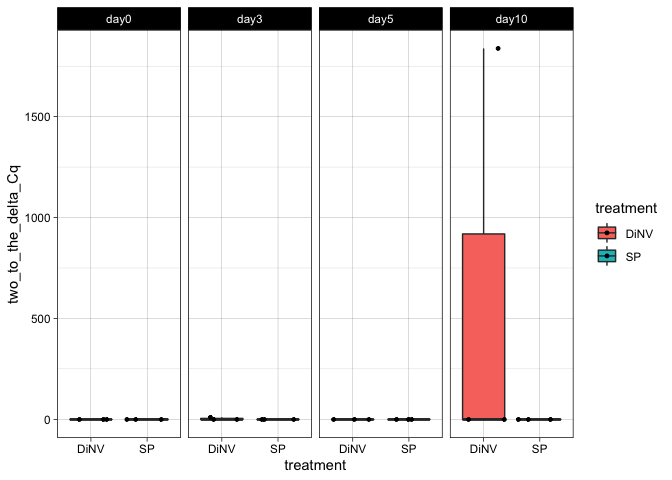 day0 day3 day5 day10
two_to_the_delta_Cq
1500
1000
500
0
DiNV SP DiNV SP DiNV SP DiNV SP
treatment
treatment
DiNV
SP